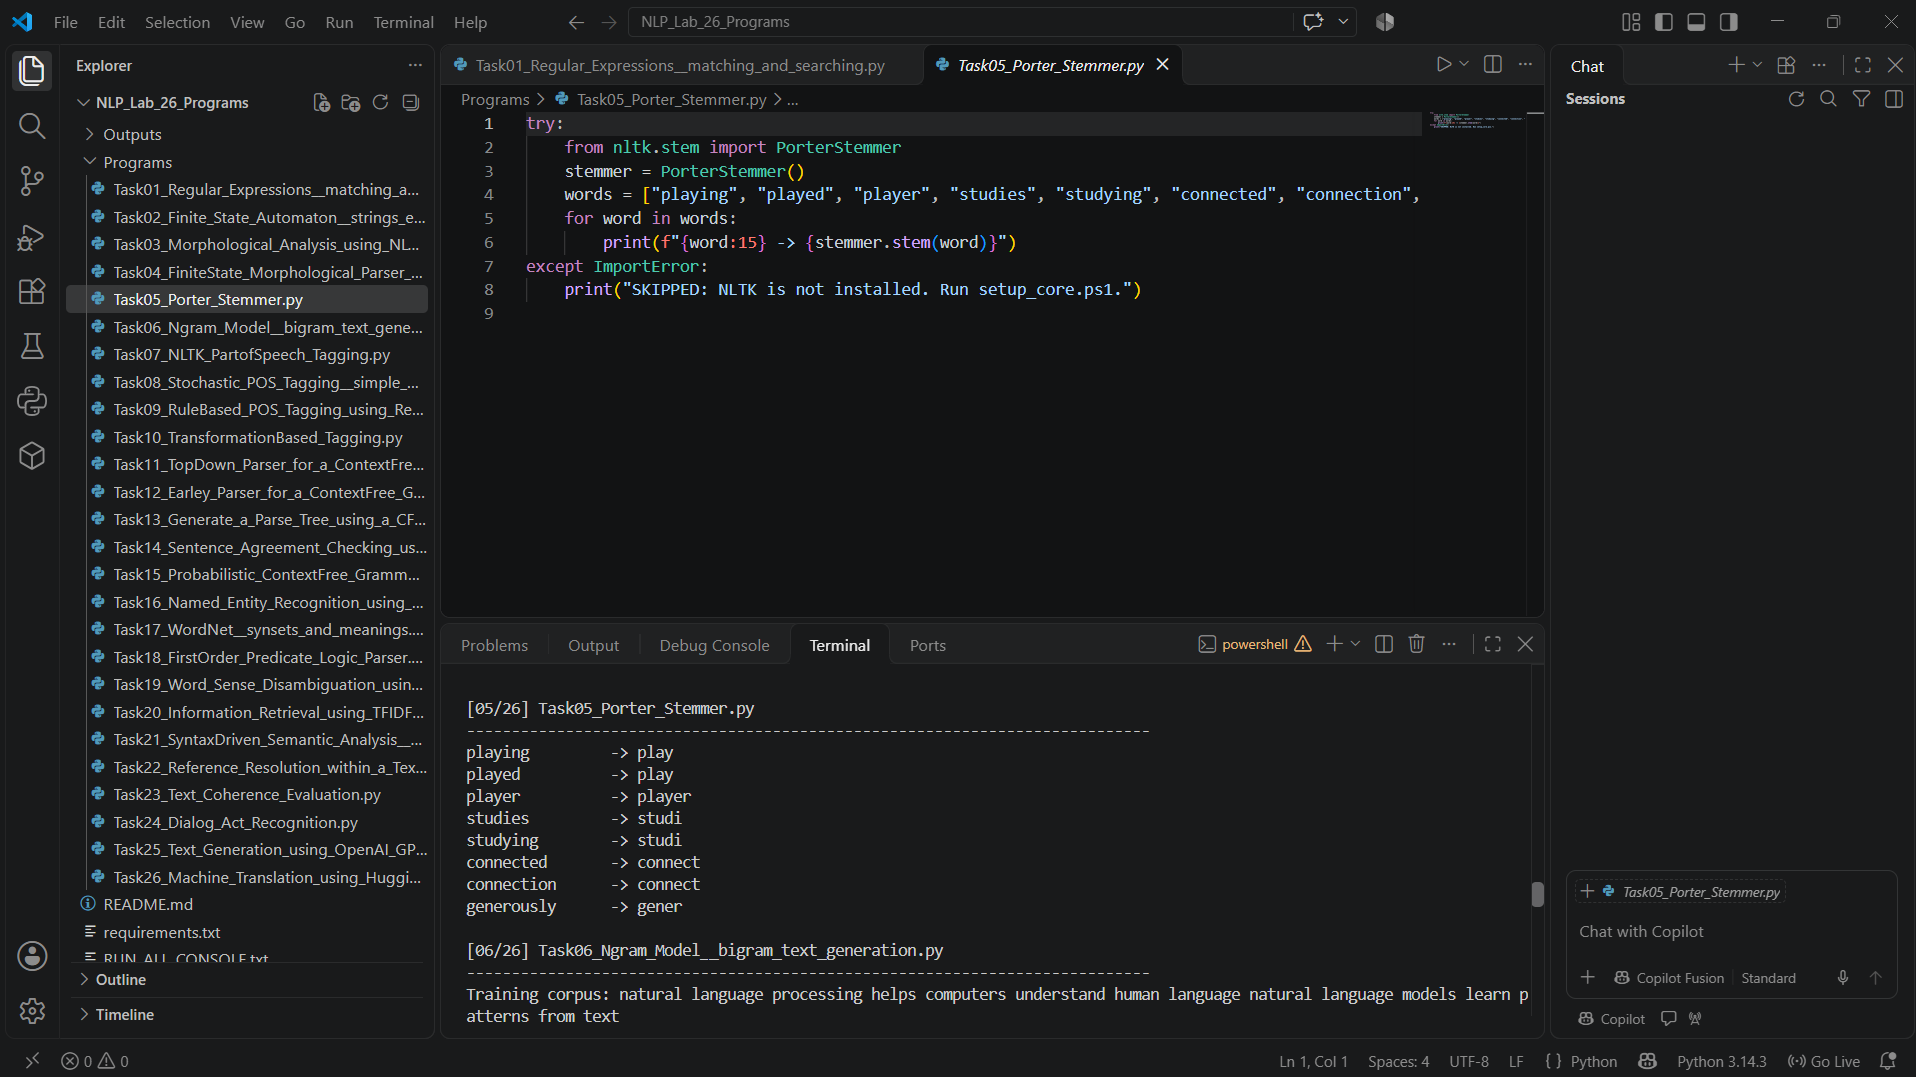 File Edit Selection View Go Run Terminal Help
NLP_Lab_26_Programs
Explorer
NLP_Lab_26_Programs
Outputs
Programs
Task01_Regular_Expressions__matching_a...
Task02_Finite_State_Automaton__strings_e...
Task03_Morphological_Analysis_using_NL...
Task04_FiniteState_Morphological_Parser_...
Task05_Porter_Stemmer.py
Task06_Ngram_Model__bigram_text_gene...
Task07_NLTK_PartofSpeech_Tagging.py
Task08_Stochastic_POS_Tagging__simple_...
Task09_RuleBased_POS_Tagging_using_Re...
Task10_TransformationBased_Tagging.py
Task11_TopDown_Parser_for_a_ContextFre...
Task12_Earley_Parser_for_a_ContextFree_G...
Task13_Generate_a_Parse_Tree_using_a_CF...
Task14_Sentence_Agreement_Checking_us...
Task15_Probabilistic_ContextFree_Gramm...
Task16_Named_Entity_Recognition_using_...
Task17_WordNet__synsets_and_meanings....
Task18_FirstOrder_Predicate_Logic_Parser....
Task19_Word_Sense_Disambiguation_usin...
Task20_Information_Retrieval_using_TFIDF...
Task21_SyntaxDriven_Semantic_Analysis__...
Task22_Reference_Resolution_within_a_Tex...
Task23_Text_Coherence_Evaluation.py
Task24_Dialog_Act_Recognition.py
Task25_Text_Generation_using_OpenAI_GP...
Task26_Machine_Translation_using_Huggi...
README.md
requirements.txt
RUN_ALL_CONSOLE.txt
Outline
Timeline
Task01_Regular_Expressions__matching_and_searching.py Task05_Porter_Stemmer.py
Programs > Task05_Porter_Stemmer.py > ...
1 try:
2 from nltk.stem import PorterStemmer
3 stemmer = PorterStemmer()
4 words = ["playing", "played", "player", "studies", "studying", "connected", "connection",
5 for word in words:
6 print(f"{word:15} -> {stemmer.stem(word)}")
7 except ImportError:
8 print("SKIPPED: NLTK is not installed. Run setup_core.ps1.")
9
Problems Output Debug Console Terminal Ports
powershell
[05/26] Task05_Porter_Stemmer.py
----------------------------------------------------------------------------
playing -> play
played -> play
player -> player
studies -> studi
studying -> studi
connected -> connect
connection -> connect
generously -> gener
[06/26] Task06_Ngram_Model__bigram_text_generation.py
----------------------------------------------------------------------------
Training corpus: natural language processing helps computers understand human language natural language models learn p
atterns from text
Chat
Sessions
Task05_Porter_Stemmer.py
Chat with Copilot
Copilot Fusion Standard
Copilot
0 0
Ln 1, Col 1 Spaces: 4 UTF-8 LF {} Python Python 3.14.3 Go Live